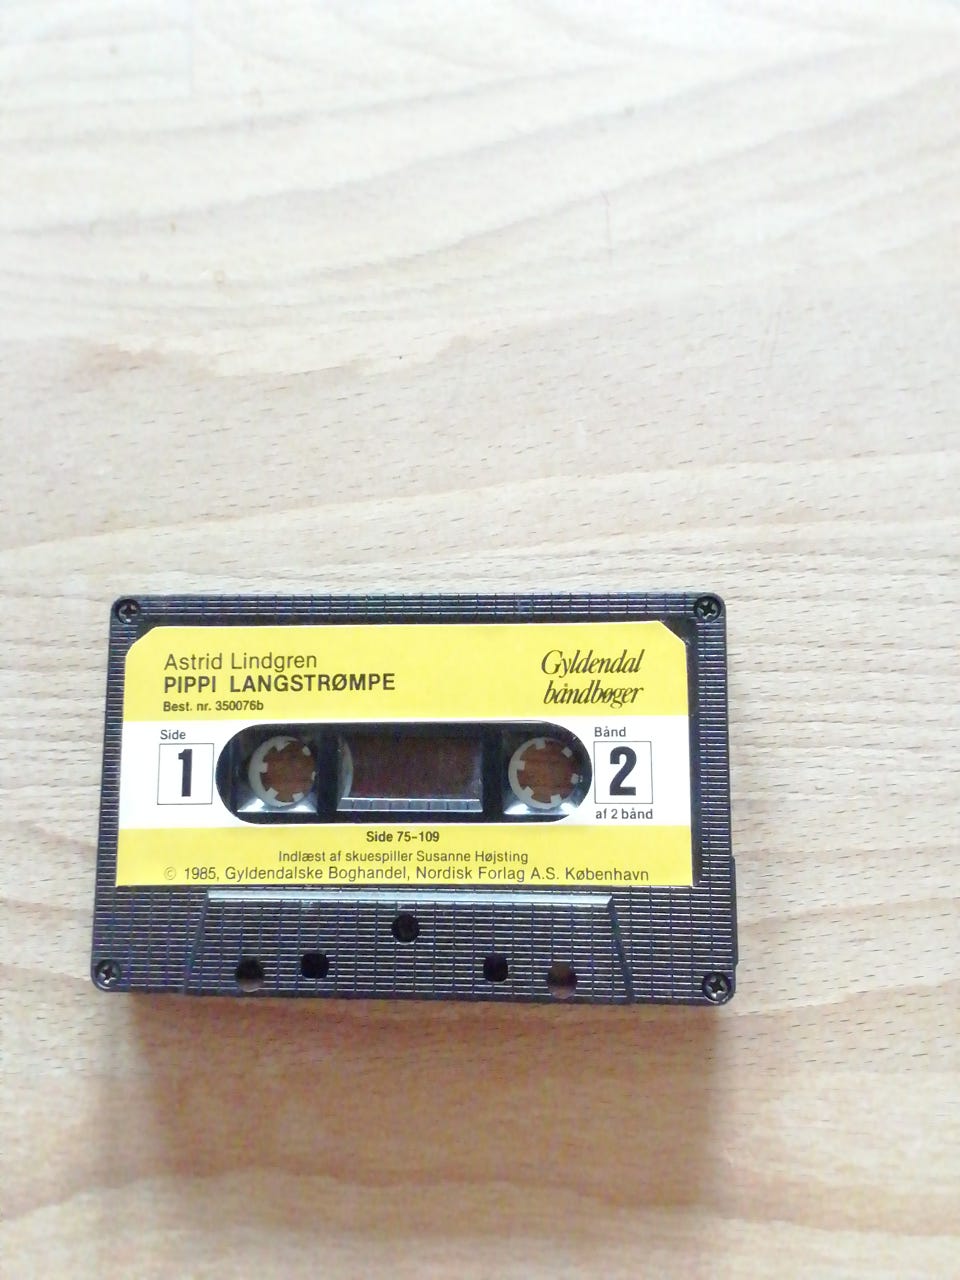 Astrid Lindgren
PIPPI LANGSTRØMPE
Best. nr. 350076b
Gyldendal
båndbøger
Side
1
Bånd
2
af 2 bånd
Side 75-109
Indlæst af skuespiller Susanne Højsting
© 1985, Gyldendalske Boghandel, Nordisk Forlag A.S. København